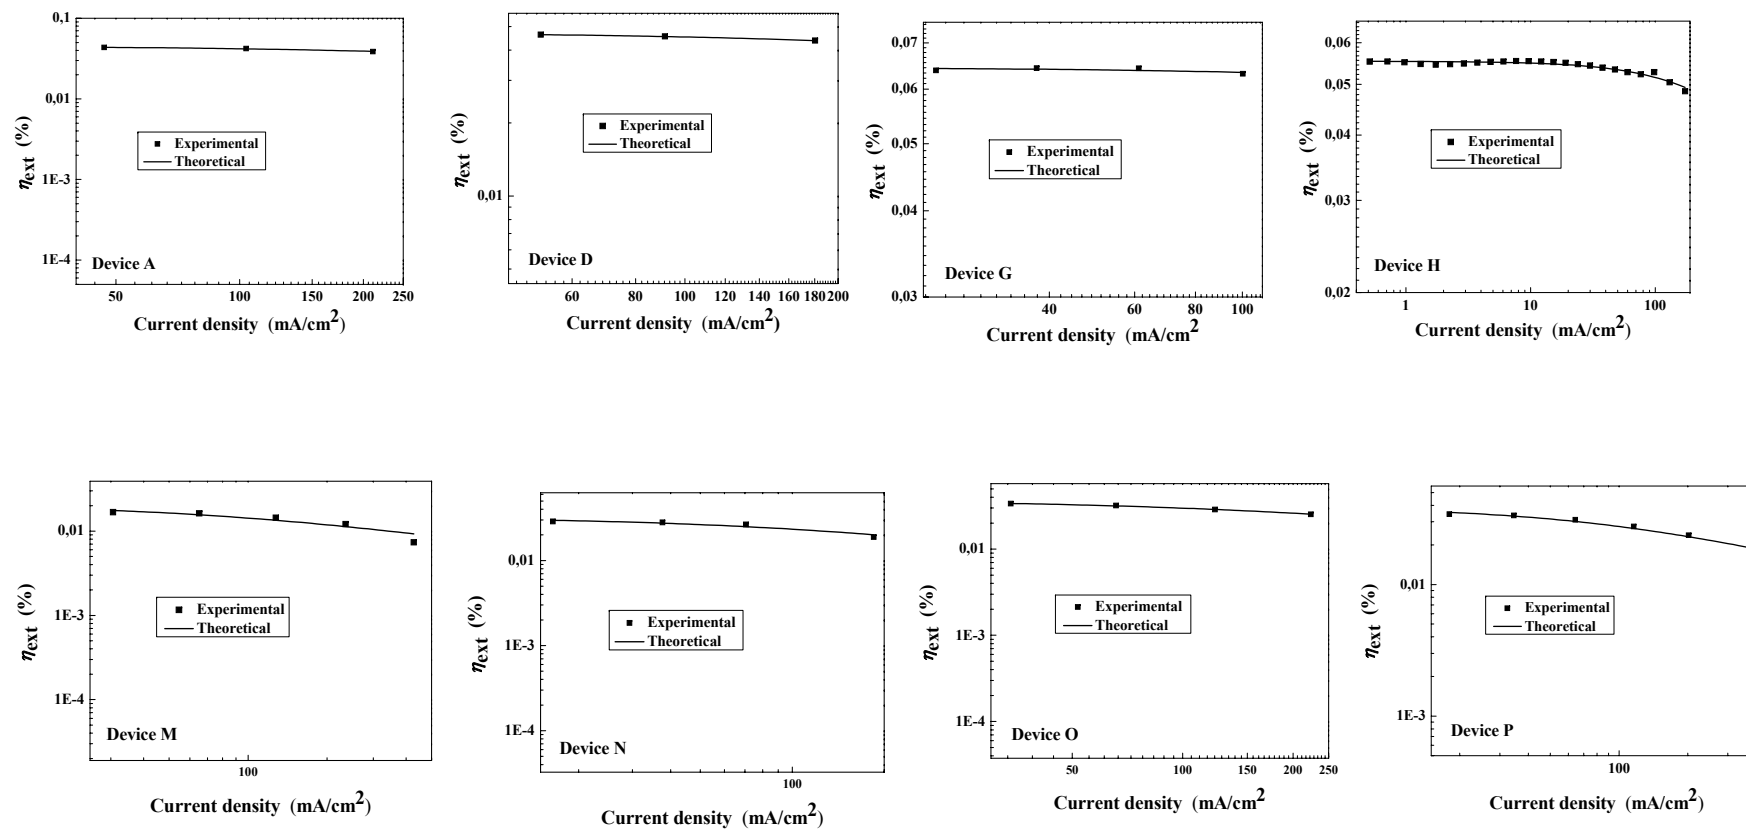 0,1
0,01
1E-3
1E-4
ηext (%)
Experimental
Theoretical
Device A
50 100 150 200 250
Current density (mA/cm2)
0,01
ηext (%)
Experimental
Theoretical
Device D
60 80 100 120 140 160 180 200
Current density (mA/cm2)
0,07
0,06
0,05
0,04
0,03
ηext (%)
Experimental
Theoretical
Device G
40 60 80 100
Current density (mA/cm2
0,06
0,05
0,04
0,03
0,02
ηext (%)
Experimental
Theoretical
Device H
1 10 100
Current density (mA/cm2)
0,01
1E-3
1E-4
ηext (%)
Experimental
Theoretical
Device M
100
Current density (mA/cm2)
0,01
1E-3
1E-4
ηext (%)
Experimental
Theoretical
Device N
100
Current density (mA/cm2)
0,01
1E-3
1E-4
ηext (%)
Experimental
Theoretical
Device O
50 100 150 200 250
Current density (mA/cm2
0,01
1E-3
ηext (%)
Experimental
Theoretical
Device P
100
Current density (mA/cm2)